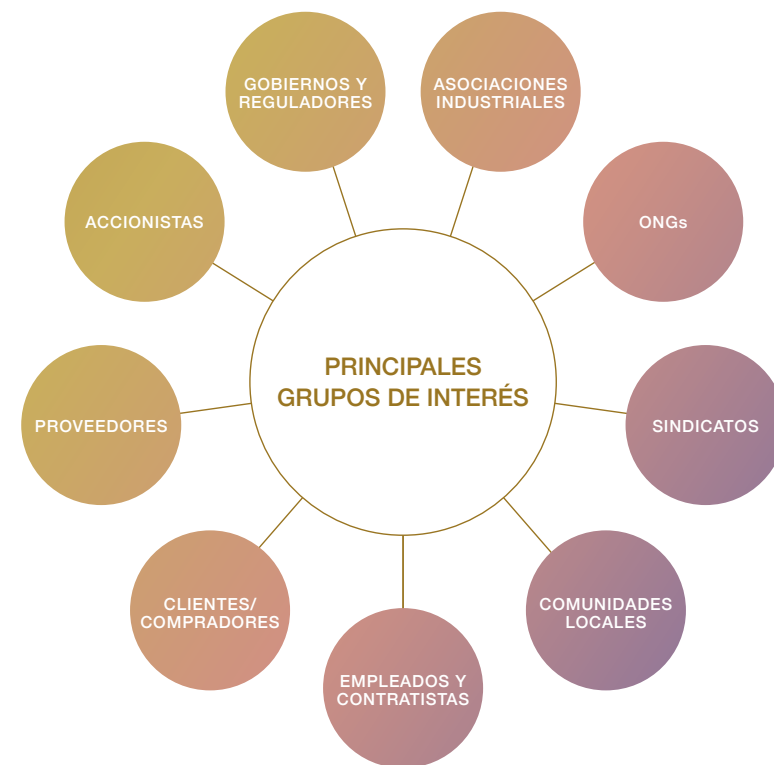 GOBIERNOS Y
REGULADORES
ASOCIACIONES
INDUSTRIALES
ACCIONISTAS
ONGs
PRINCIPALES
GRUPOS DE INTERÉS
PROVEEDORES
SINDICATOS
CLIENTES/
COMPRADORES
COMUNIDADES
LOCALES
EMPLEADOS Y
CONTRATISTAS